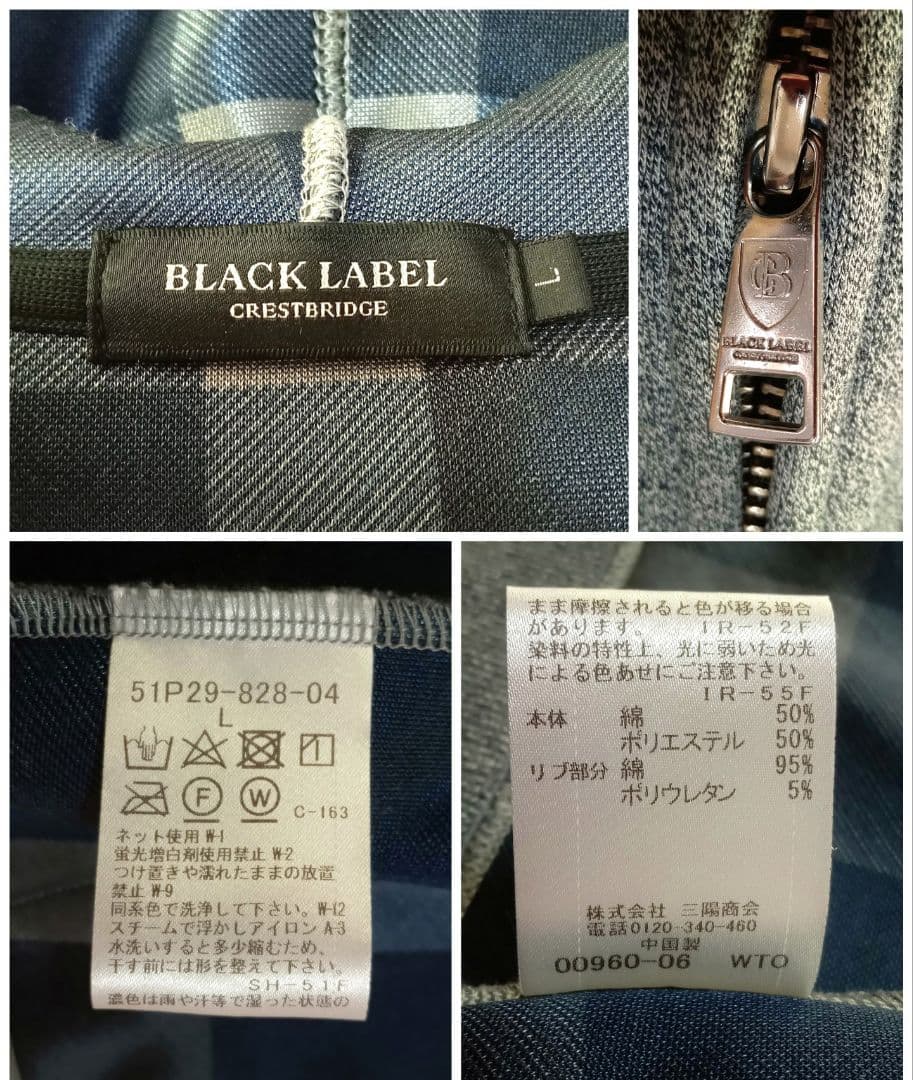 BLACK LABEL
CRESTBRIDGE
L
CB
BLACK LABEL
CRESTBRIDGE
51P29-828-04
L
F
W
C-163
ネット使用 W-1
蛍光増白剤使用禁止 W-2
つけ置きや濡れたままの放置
禁止 W-9
同系色で洗浄して下さい。W-12
スチームで浮かしアイロン A-3
水洗いすると多少縮むため、
干す前には形を整えて下さい。
SH-51F
濃色は雨や汗等で湿った状態の
まま摩擦されると色が移る場合
があります。 IR-52F
染料の特性上、光に弱いため光
による色あせにご注意下さい。
IR-55F
本体 綿 50%
ポリエステル 50%
リブ部分 綿 95%
ポリウレタン 5%
株式会社 三陽商会
電話0120-340-460
中国製
00960-06 WTO